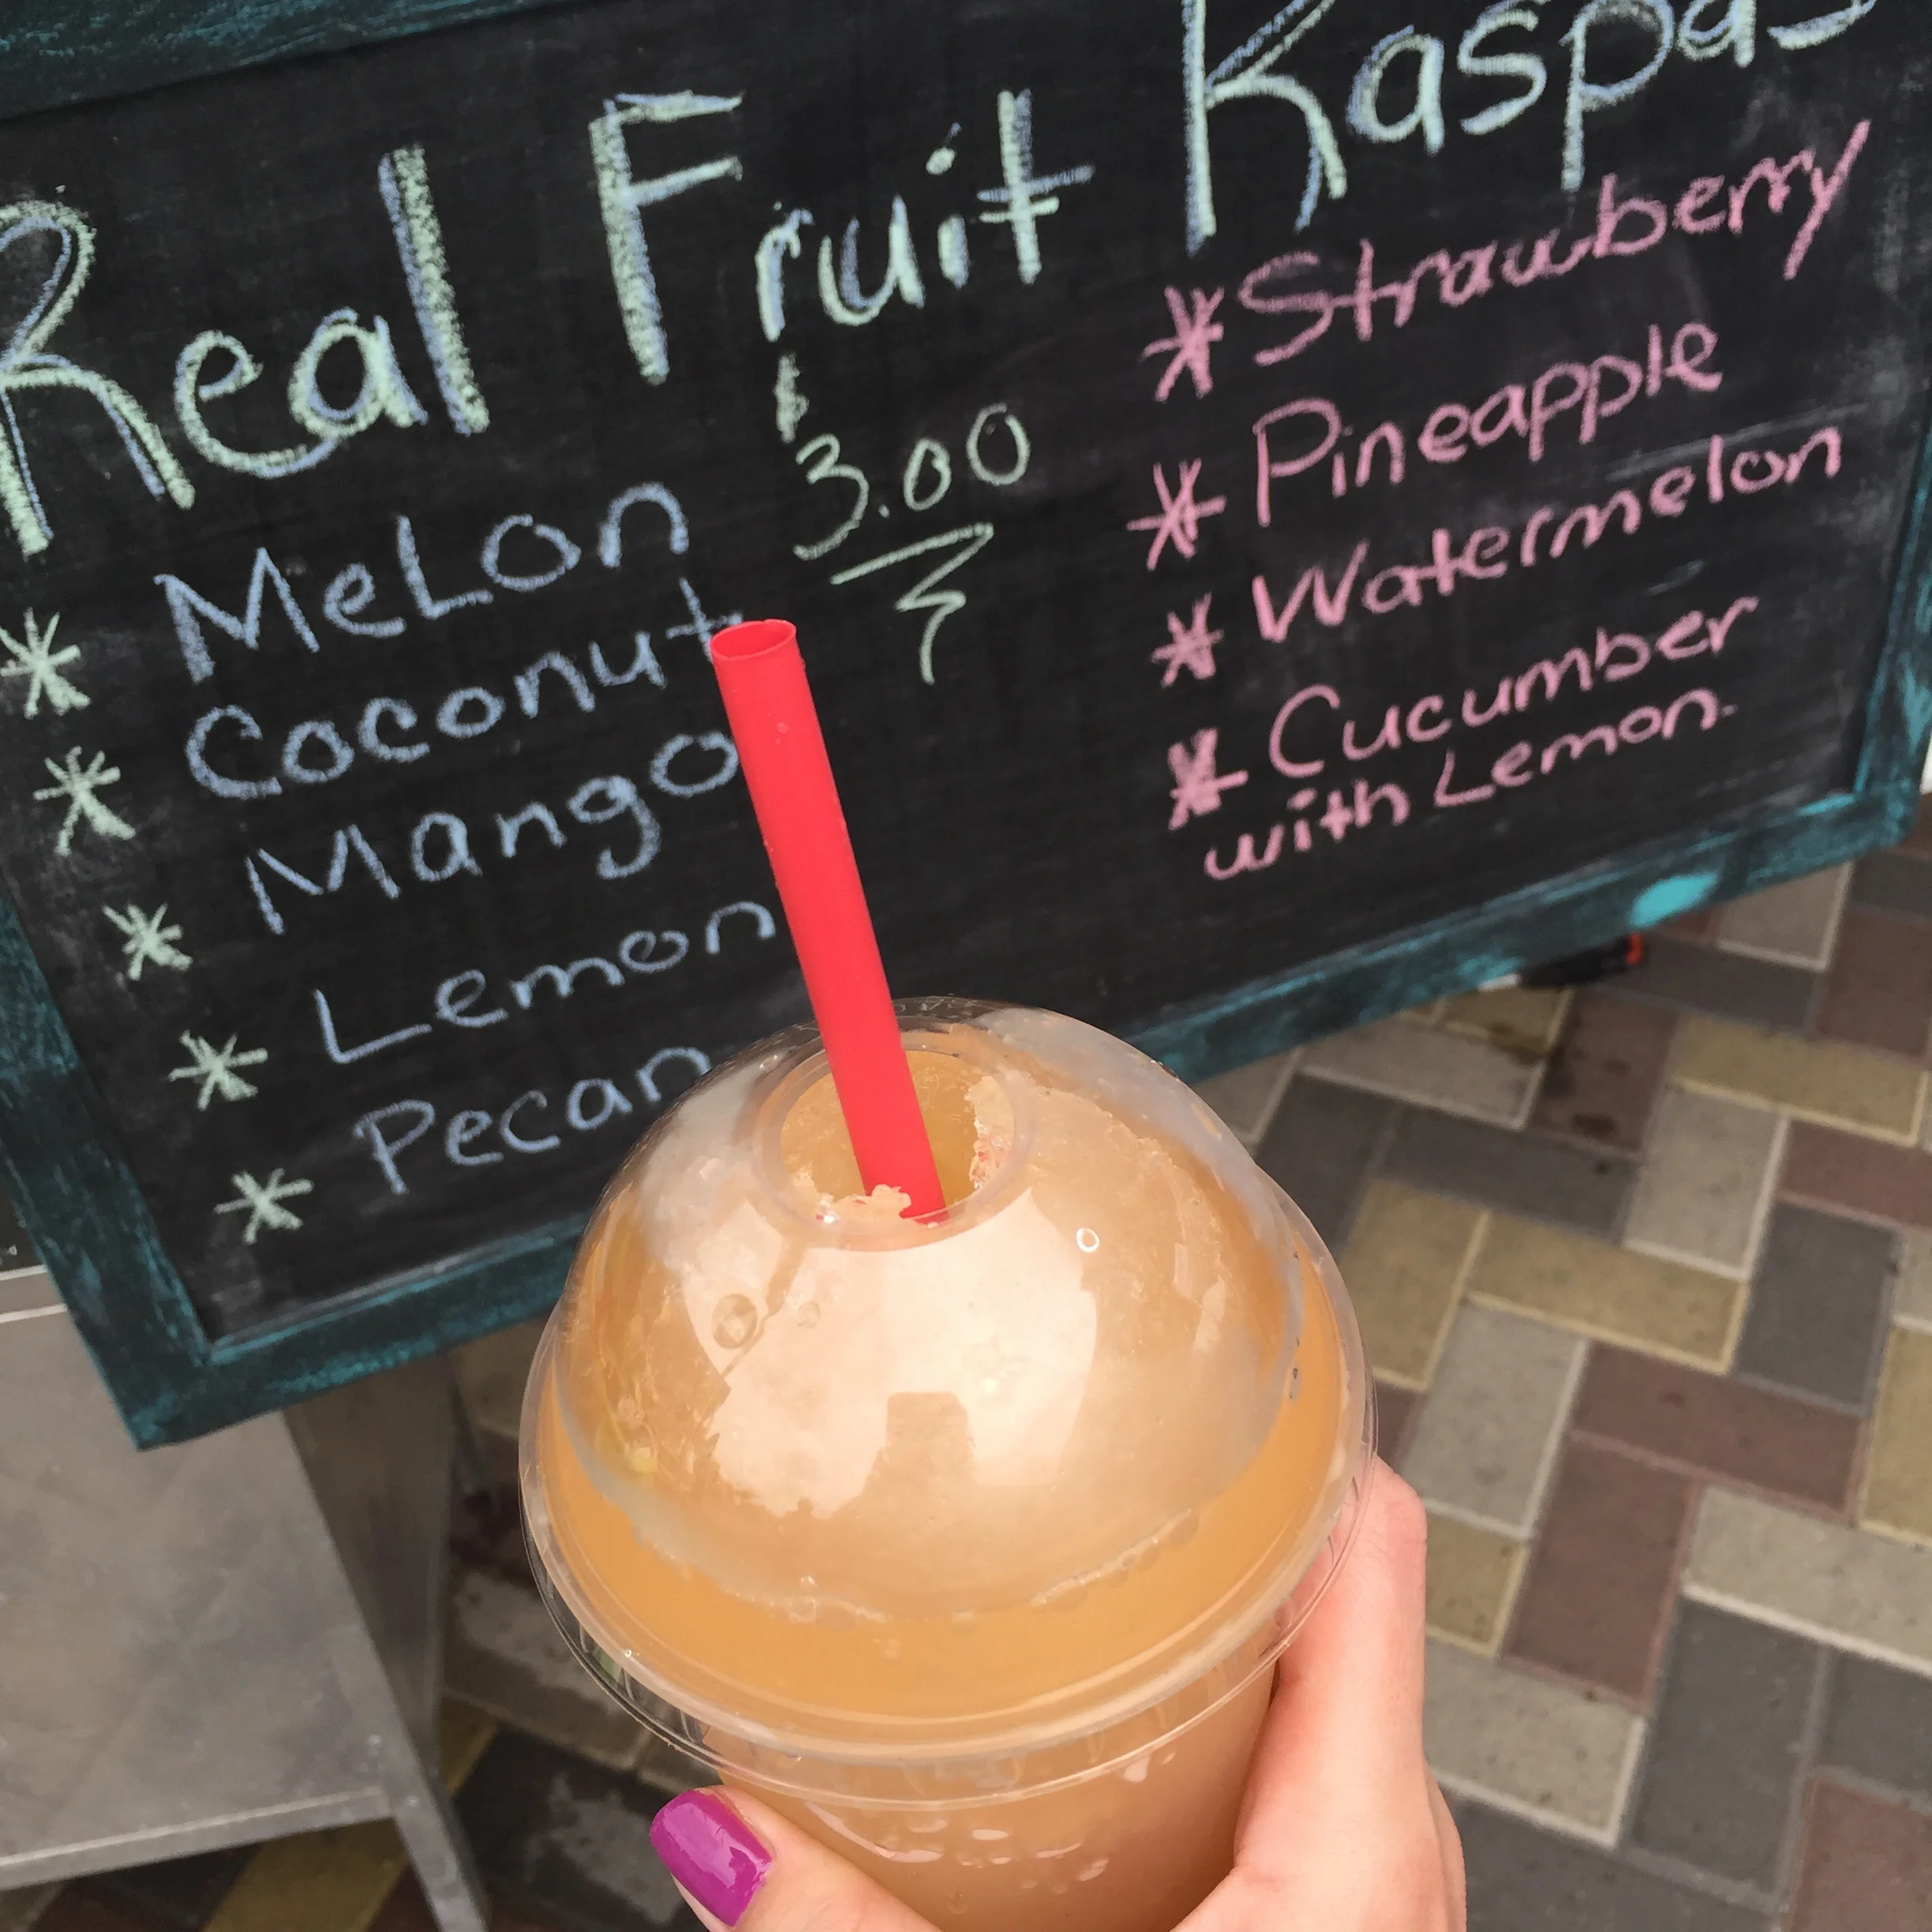 Real Fruit Raspas
$3.00
MeLon
Coconut
Mango
Lemon
Pecan
* Strawberry
* Pineapple
* Watermelon
* Cucumber
with Lemon.